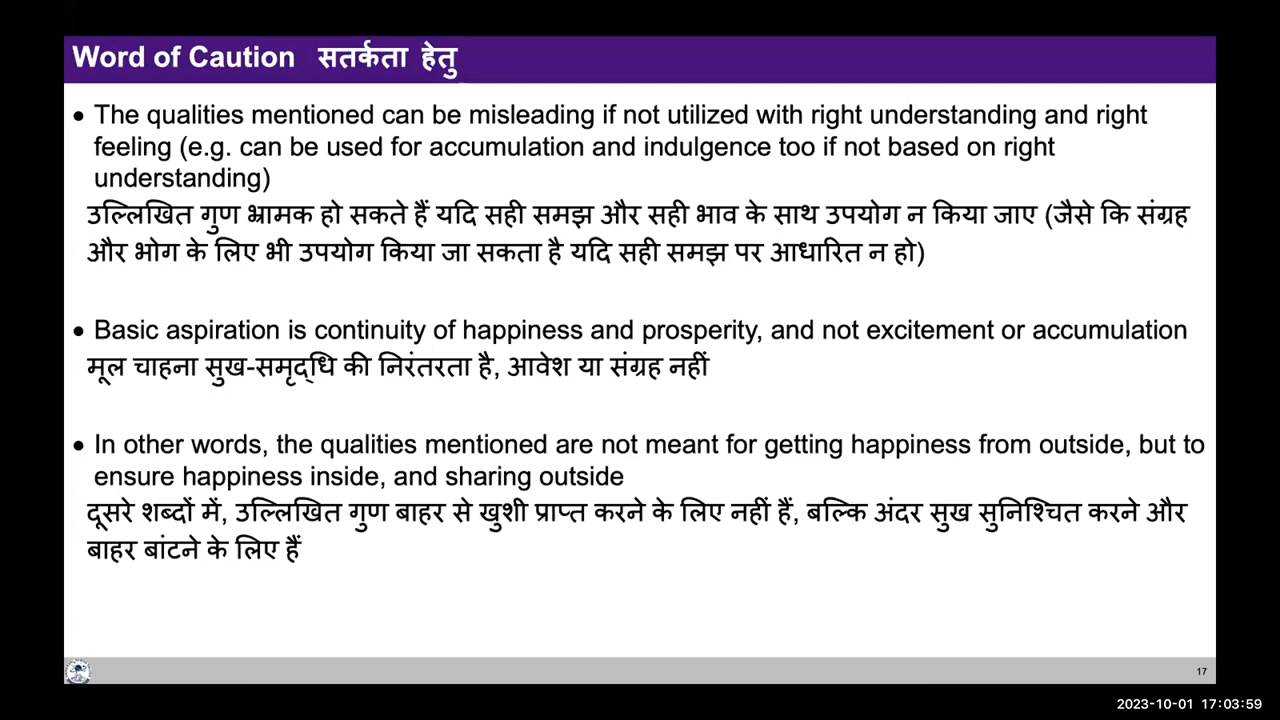 Word of Caution सतर्कता हेतु
• The qualities mentioned can be misleading if not utilized with right understanding and right
feeling (e.g. can be used for accumulation and indulgence too if not based on right
understanding)
उल्लिखित गुण भ्रामक हो सकते हैं यदि सही समझ और सही भाव के साथ उपयोग न किया जाए (जैसे कि संग्रह
और भोग के लिए भी उपयोग किया जा सकता है यदि सही समझ पर आधारित न हो)
• Basic aspiration is continuity of happiness and prosperity, and not excitement or accumulation
मूल चाहना सुख-समृद्धि की निरंतरता है, आवेश या संग्रह नहीं
• In other words, the qualities mentioned are not meant for getting happiness from outside, but to
ensure happiness inside, and sharing outside
दूसरे शब्दों में, उल्लिखित गुण बाहर से खुशी प्राप्त करने के लिए नहीं हैं, बल्कि अंदर सुख सुनिश्चित करने और
बाहर बांटने के लिए हैं
17
2023-10-01 17:03:59